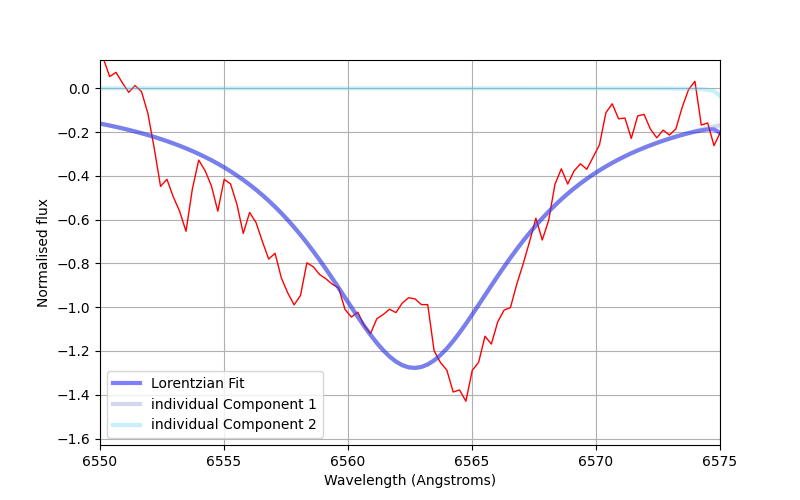 0.0
−0.2
−0.4
−0.6
−0.8
−1.0
−1.2
−1.4
−1.6
Normalised flux
Lorentzian Fit
individual Component 1
individual Component 2
6550 6555 6560 6565 6570 6575
Wavelength (Angstroms)